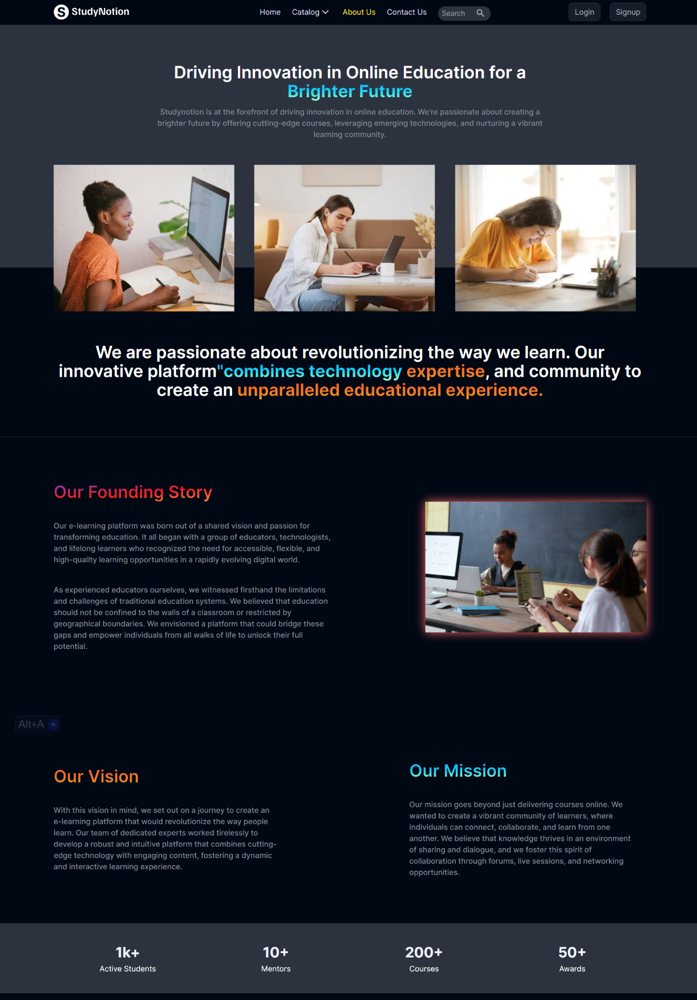 StudyNotion
Home
Catalog
About Us
Contact Us
Search
Login
Signup
Driving Innovation in Online Education for a
Brighter Future
Studynotion is at the forefront of driving innovation in online education. We're passionate about creating a
brighter future by offering cutting-edge courses, leveraging emerging technologies, and nurturing a vibrant
learning community.
We are passionate about revolutionizing the way we learn. Our
innovative platform"combines technology expertise, and community to
create an unparalleled educational experience.
Our Founding Story
Our e-learning platform was born out of a shared vision and passion for
transforming education. It all began with a group of educators, technologists,
and lifelong learners who recognized the need for accessible, flexible, and
high-quality learning opportunities in a rapidly evolving digital world.
As experienced educators ourselves, we witnessed firsthand the limitations
and challenges of traditional education systems. We believed that education
should not be confined to the walls of a classroom or restricted by
geographical boundaries. We envisioned a platform that could bridge these
gaps and empower individuals from all walks of life to unlock their full
potential.
Alt+A
Our Vision
With this vision in mind, we set out on a journey to create an
e-learning platform that would revolutionize the way people
learn. Our team of dedicated experts worked tirelessly to
develop a robust and intuitive platform that combines cutting-
edge technology with engaging content, fostering a dynamic
and interactive learning experience.
Our Mission
Our mission goes beyond just delivering courses online. We
wanted to create a vibrant community of learners, where
individuals can connect, collaborate, and learn from one
another. We believe that knowledge thrives in an environment
of sharing and dialogue, and we foster this spirit of
collaboration through forums, live sessions, and networking
opportunities.
1k+
Active Students
10+
Mentors
200+
Courses
50+
Awards